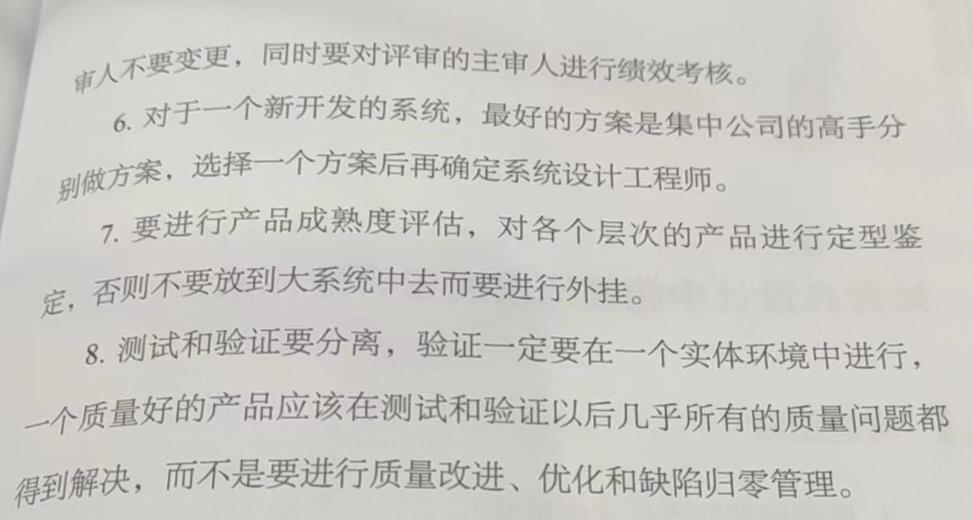 审人不要变更，同时要对评审的主审人进行绩效考核。
6. 对于一个新开发的系统，最好的方案是集中公司的高手分
别做方案，选择一个方案后再确定系统设计工程师。
7. 要进行产品成熟度评估，对各个层次的产品进行定型鉴
定，否则不要放到大系统中去而要进行外挂。
8. 测试和验证要分离，验证一定要在一个实体环境中进行，
一个质量好的产品应该在测试和验证以后几乎所有的质量问题都
得到解决，而不是要进行质量改进、优化和缺陷归零管理。